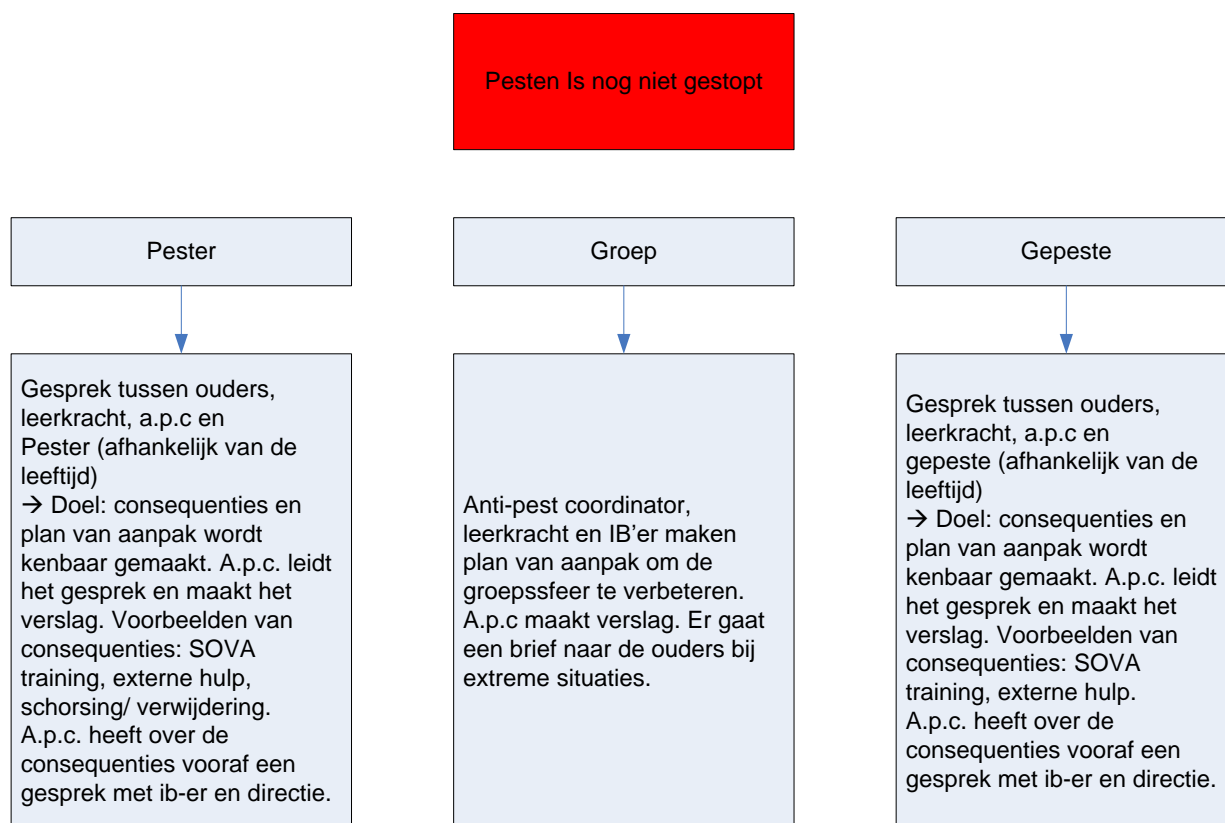 Pesten Is nog niet gestopt
Pester
Groep
Gepeste
Gesprek tussen ouders,
leerkracht, a.p.c en
Pester (afhankelijk van de
leeftijd)
→ Doel: consequenties en
plan van aanpak wordt
kenbaar gemaakt. A.p.c. leidt
het gesprek en maakt het
verslag. Voorbeelden van
consequenties: SOVA
training, externe hulp,
schorsing/ verwijdering.
A.p.c. heeft over de
consequenties vooraf een
gesprek met ib-er en directie.
Anti-pest coordinator,
leerkracht en IB’er maken
plan van aanpak om de
groepssfeer te verbeteren.
A.p.c maakt verslag. Er gaat
een brief naar de ouders bij
extreme situaties.
Gesprek tussen ouders,
leerkracht, a.p.c en
gepeste (afhankelijk van de
leeftijd)
→ Doel: consequenties en
plan van aanpak wordt
kenbaar gemaakt. A.p.c. leidt
het gesprek en maakt het
verslag. Voorbeelden van
consequenties: SOVA
training, externe hulp.
A.p.c. heeft over de
consequenties vooraf een
gesprek met ib-er en directie.